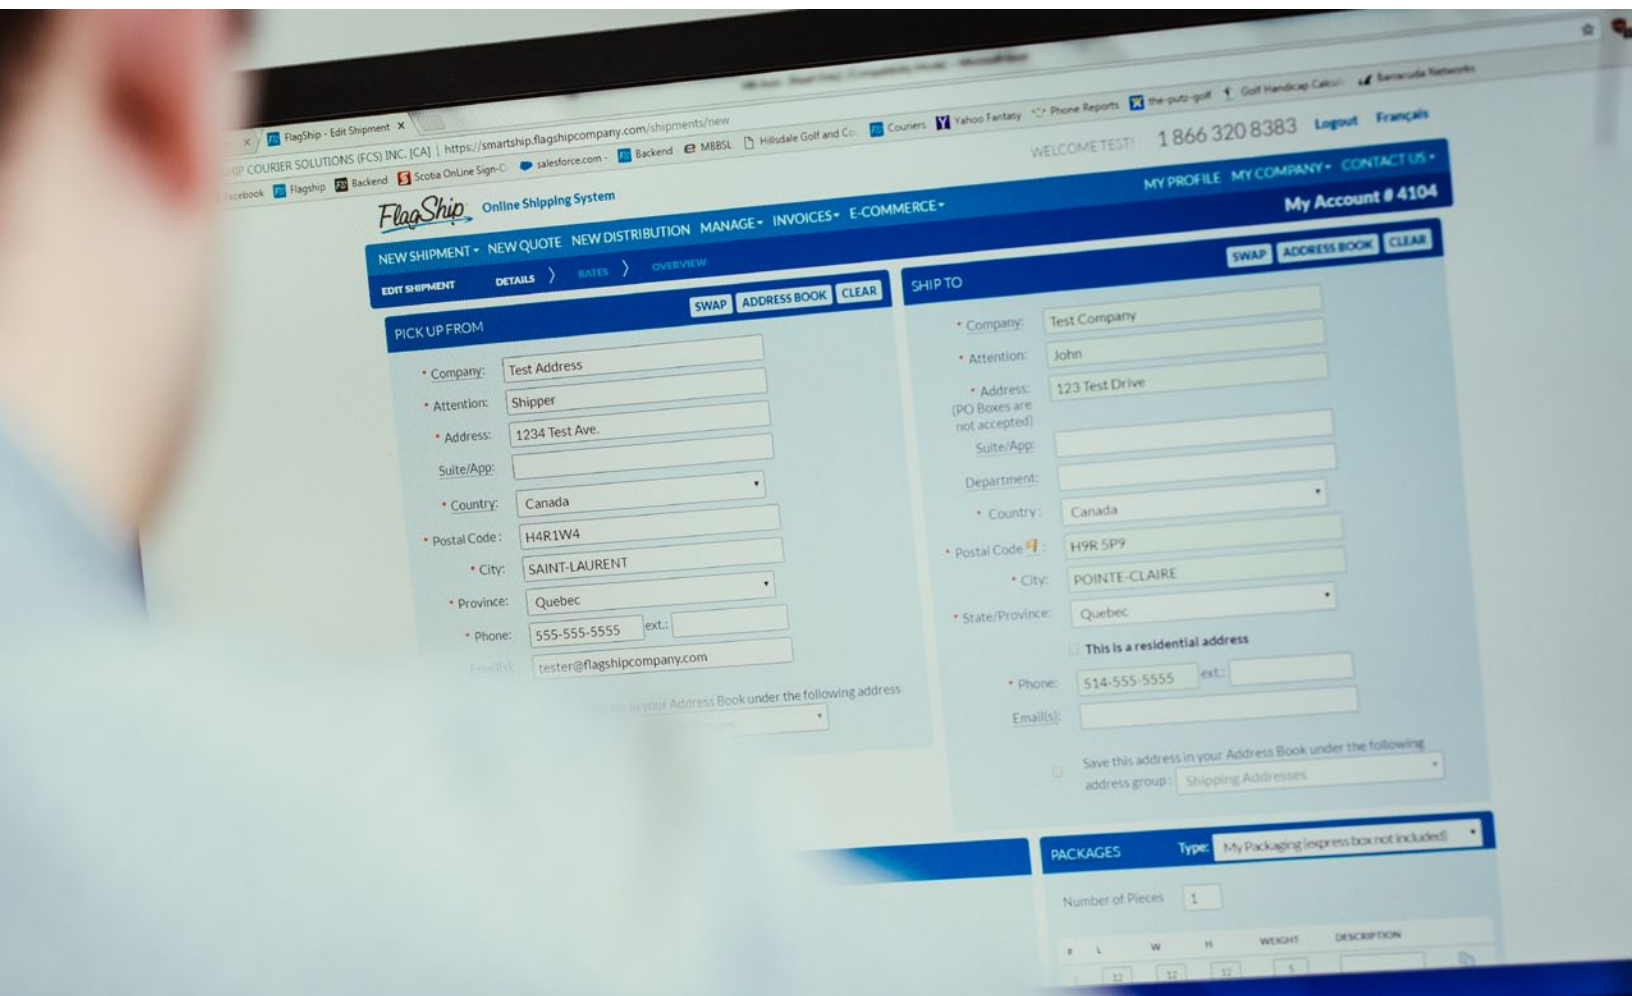 FlagShip - Edit Shipment ×
HIP COURIER SOLUTIONS (FCS) INC. [CA] | https://smartship.flagshipcompany.com/shipments/new
Facebook Flagship Backend Scotia OnLine Sign-O salesforce.com - Backend MBBSL Hillsdale Golf and Co Couriers Yahoo Fantasy Phone Reports the-putz-golf Golf Handicap Calcul Barracuda Networks
FlagShip Online Shipping System
WELCOME TEST! 1 866 320 8383 Logout Français
NEW SHIPMENT NEW QUOTE NEW DISTRIBUTION MANAGE INVOICES E-COMMERCE MY PROFILE MY COMPANY CONTACT US
My Account # 4104
EDIT SHIPMENT DETAILS RATES OVERVIEW
PICK UP FROM SWAP ADDRESS BOOK CLEAR
* Company: Test Address
* Attention: Shipper
* Address: 1234 Test Ave.
Suite/App:
* Country: Canada
* Postal Code : H4R1W4
* City: SAINT-LAURENT
* Province: Quebec
* Phone: 555-555-5555 ext.:
Email(s): tester@flagshipcompany.com
in your Address Book under the following address
SHIP TO SWAP ADDRESS BOOK CLEAR
* Company: Test Company
* Attention: John
* Address: 123 Test Drive
(PO Boxes are
not accepted)
Suite/App:
Department:
* Country : Canada
* Postal Code : H9R 5P9
* City: POINTE-CLAIRE
* State/Province: Quebec
This is a residential address
* Phone: 514-555-5555 ext.:
Email(s):
Save this address in your Address Book under the following
address group : Shipping Addresses
PACKAGES Type: My Packaging (express box not included)
Number of Pieces 1
# L W H WEIGHT DESCRIPTION
1 12 12 12 5